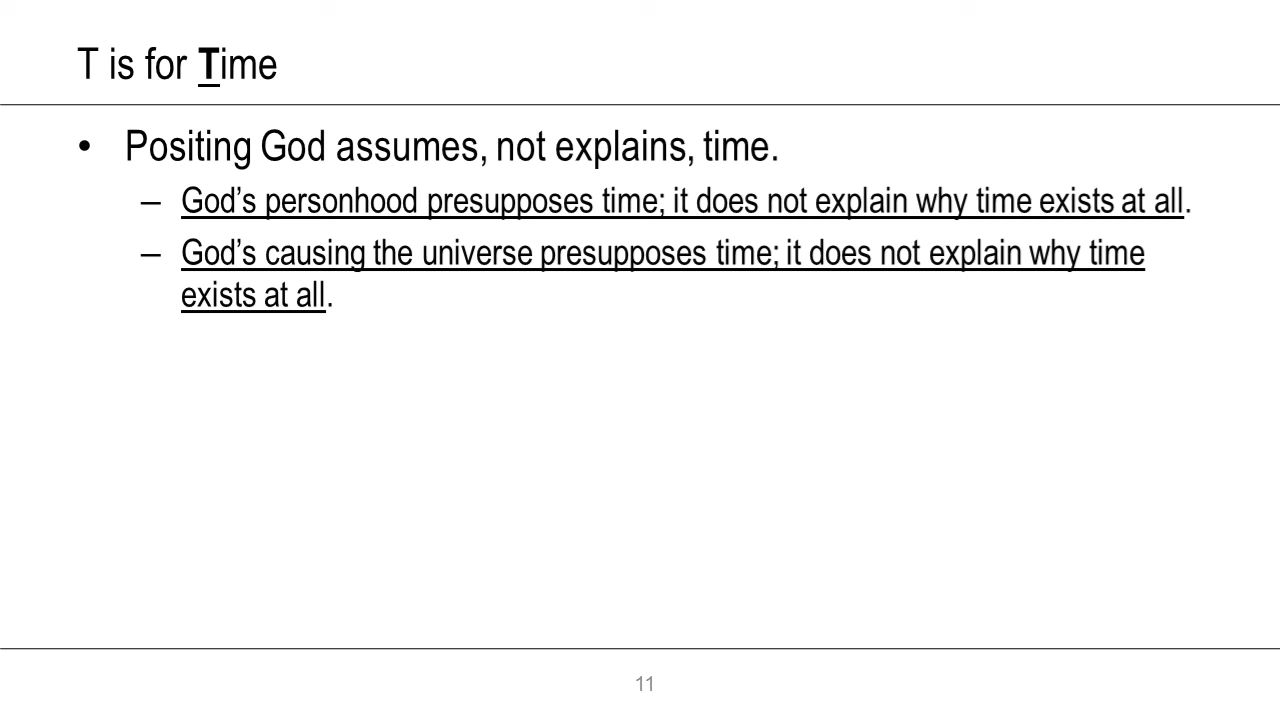 T is for Time
• Positing God assumes, not explains, time.
– God’s personhood presupposes time; it does not explain why time exists at all.
– God’s causing the universe presupposes time; it does not explain why time
exists at all.
11